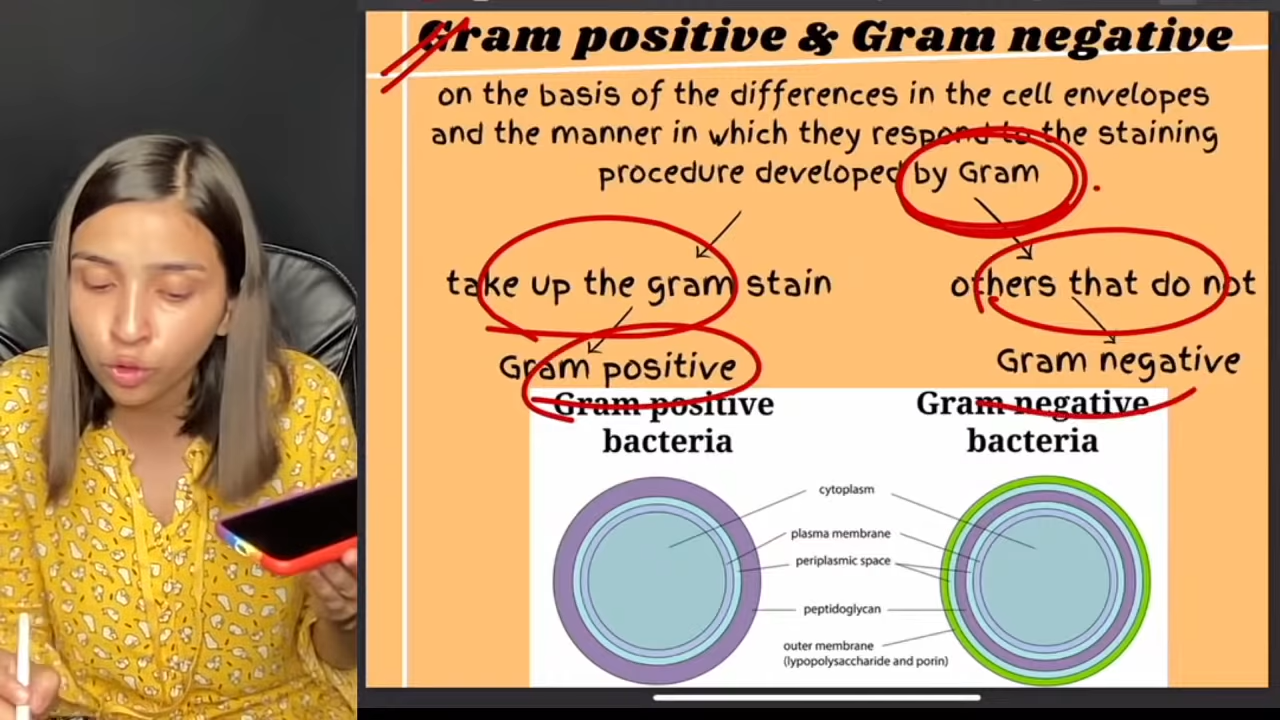 Gram positive & Gram negative
on the basis of the differences in the cell envelopes
and the manner in which they respond to the staining
procedure developed by Gram
take up the gram stain
others that do not
Gram positive
Gram negative
Gram positive
bacteria
Gram negative
bacteria
cytoplasm
plasma membrane
periplasmic space
peptidoglycan
outer membrane
(lypopolysaccharide and porin)